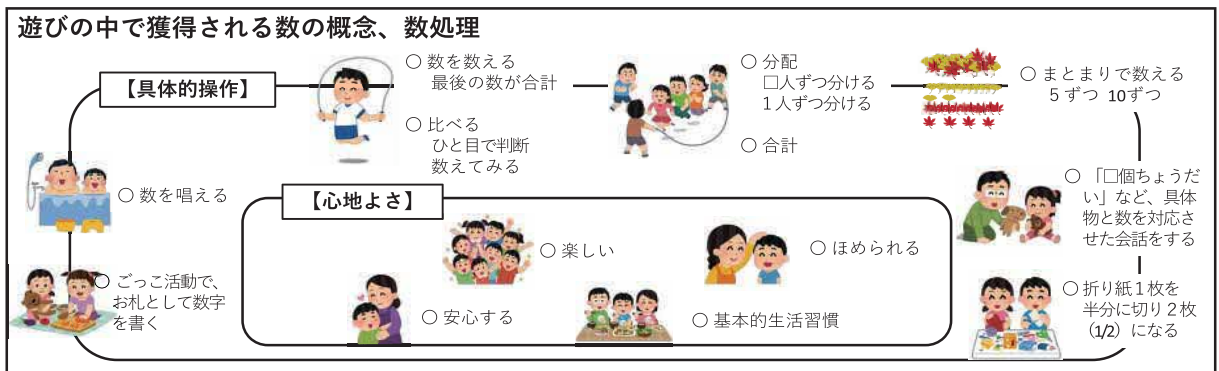 遊びの中で獲得される数の概念、数処理
【具体的操作】
○ 数を数える
最後の数が合計
○ 比べる
ひと目で判断
数えてみる
○ 分配
□人ずつ分ける
1人ずつ分ける
○ 合計
○ まとまりで数える
5ずつ 10ずつ
○ 数を唱える
【心地よさ】
○ 楽しい
○ ほめられる
○ 安心する
○ 基本的生活習慣
○ 「□個ちょうだ
い」など、具体
物と数を対応さ
せた会話をする
○ ごっこ活動で、
お札として数字
を書く
○ 折り紙1枚を
半分に切り2枚
(1/2) になる